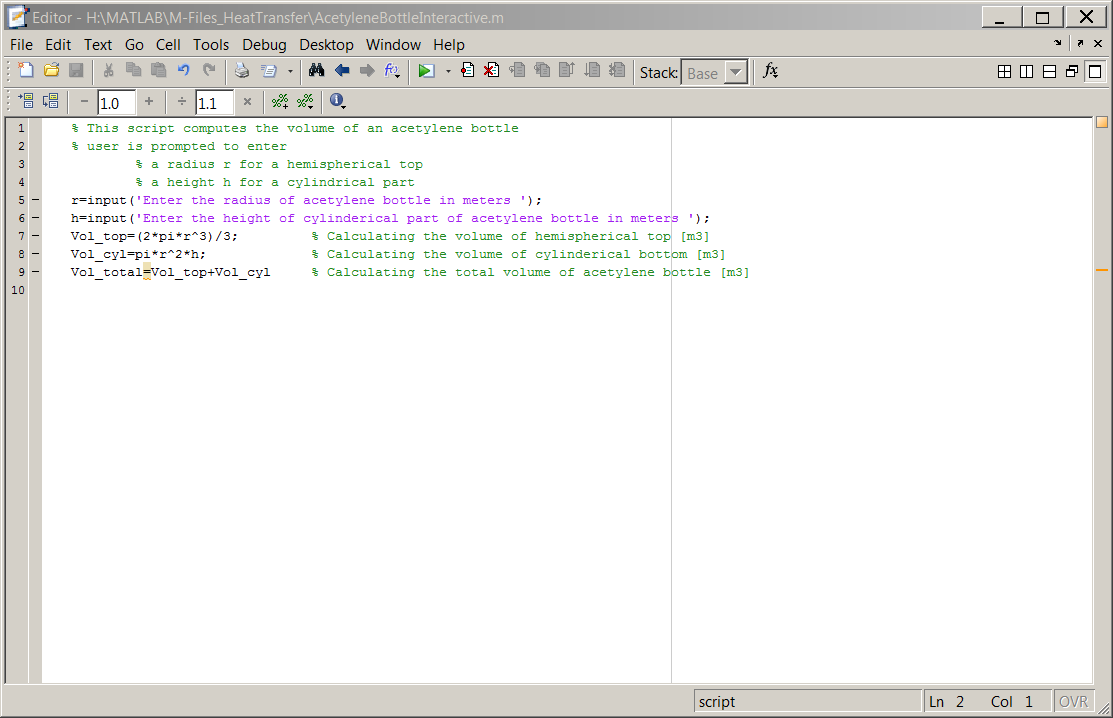 Editor - H:\MATLAB\M-Files_HeatTransfer\AcetyleneBottleInteractive.m
File Edit Text Go Cell Tools Debug Desktop Window Help
Stack: Base fx
1.0 1.1
1 % This script computes the volume of an acetylene bottle
2 % user is prompted to enter
3 % a radius r for a hemispherical top
4 % a height h for a cylindrical part
5 r=input('Enter the radius of acetylene bottle in meters ');
6 h=input('Enter the height of cylinderical part of acetylene bottle in meters ');
7 Vol_top=(2*pi*r^3)/3; % Calculating the volume of hemispherical top [m3]
8 Vol_cyl=pi*r^2*h; % Calculating the volume of cylinderical bottom [m3]
9 Vol_total=Vol_top+Vol_cyl % Calculating the total volume of acetylene bottle [m3]
10
script Ln 2 Col 1 OVR